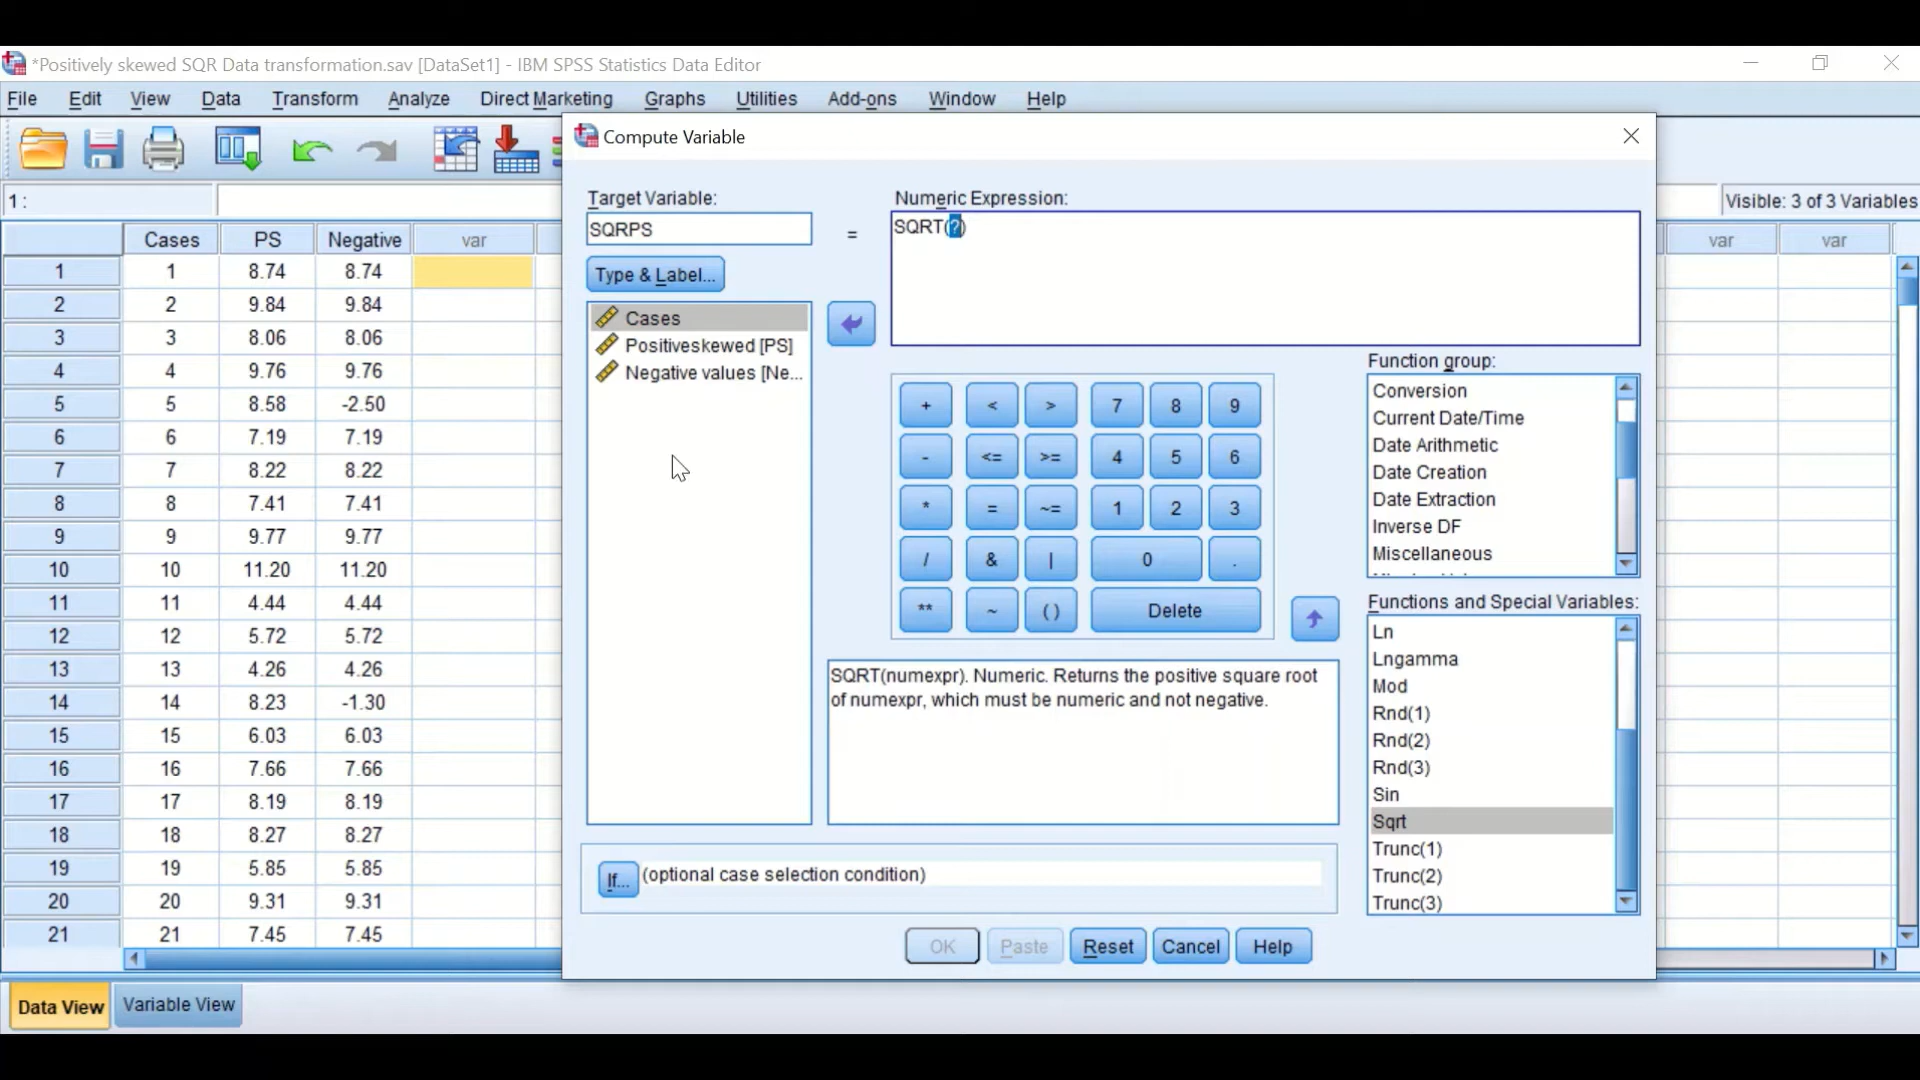 *Positively skewed SQR Data transformation.sav [DataSet1] - IBM SPSS Statistics Data Editor
File Edit View Data Transform Analyze Direct Marketing Graphs Utilities Add-ons Window Help
1 :
Visible: 3 of 3 Variables
Cases PS Negative var var var
1 1 8.74 8.74
2 2 9.84 9.84
3 3 8.06 8.06
4 4 9.76 9.76
5 5 8.58 -2.50
6 6 7.19 7.19
7 7 8.22 8.22
8 8 7.41 7.41
9 9 9.77 9.77
10 10 11.20 11.20
11 11 4.44 4.44
12 12 5.72 5.72
13 13 4.26 4.26
14 14 8.23 -1.30
15 15 6.03 6.03
16 16 7.66 7.66
17 17 8.19 8.19
18 18 8.27 8.27
19 19 5.85 5.85
20 20 9.31 9.31
21 21 7.45 7.45
Data View Variable View
Compute Variable
Target Variable:
SQRPS
=
Numeric Expression:
SQRT(?)
Type & Label...
Cases
Positiveskewed [PS]
Negative values [Ne...
+ < > 7 8 9
- <= >= 4 5 6
* = ~= 1 2 3
/ & | 0 .
** ~ ( ) Delete
Function group:
Conversion
Current Date/Time
Date Arithmetic
Date Creation
Date Extraction
Inverse DF
Miscellaneous
Functions and Special Variables:
Ln
Lngamma
Mod
Rnd(1)
Rnd(2)
Rnd(3)
Sin
Sqrt
Trunc(1)
Trunc(2)
Trunc(3)
SQRT(numexpr). Numeric. Returns the positive square root
of numexpr, which must be numeric and not negative.
If... (optional case selection condition)
OK Paste Reset Cancel Help